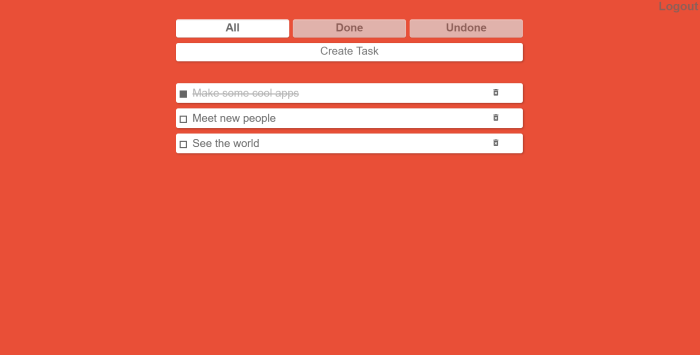 Logout
All Done Undone
Create Task
Make some cool apps
Meet new people
See the world